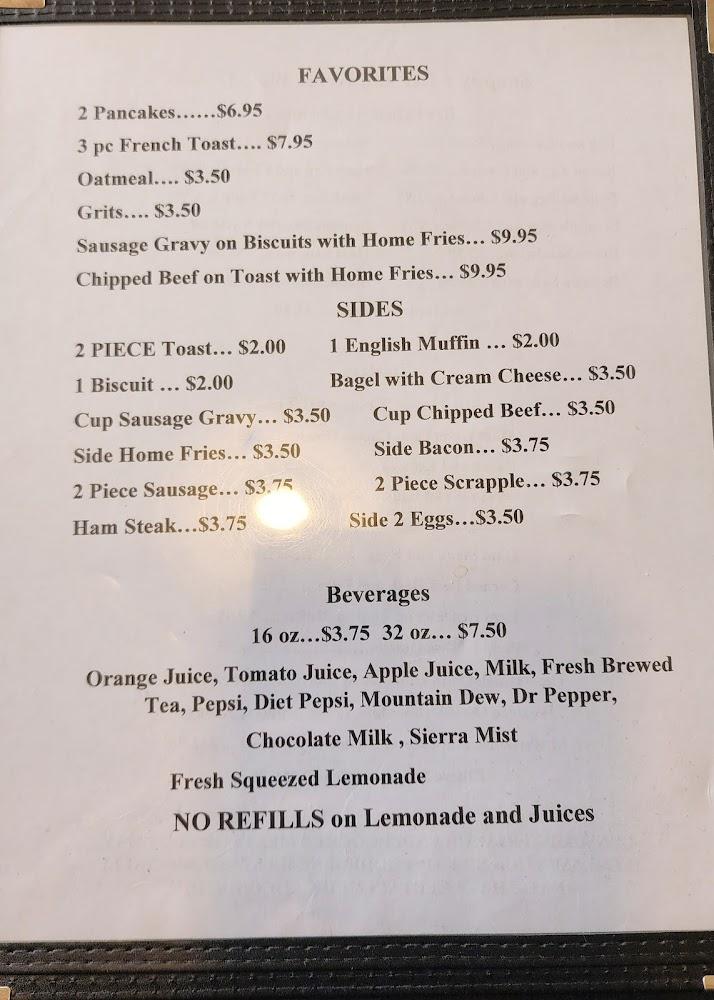 FAVORITES
2 Pancakes......$6.95
3 pc French Toast.... $7.95
Oatmeal.... $3.50
Grits.... $3.50
Sausage Gravy on Biscuits with Home Fries... $9.95
Chipped Beef on Toast with Home Fries... $9.95
SIDES
2 PIECE Toast... $2.00 1 English Muffin ... $2.00
1 Biscuit ... $2.00 Bagel with Cream Cheese... $3.50
Cup Sausage Gravy... $3.50 Cup Chipped Beef... $3.50
Side Home Fries... $3.50 Side Bacon... $3.75
2 Piece Sausage... $3.75 2 Piece Scrapple... $3.75
Ham Steak...$3.75 Side 2 Eggs...$3.50
Beverages
16 oz...$3.75 32 oz... $7.50
Orange Juice, Tomato Juice, Apple Juice, Milk, Fresh Brewed
Tea, Pepsi, Diet Pepsi, Mountain Dew, Dr Pepper,
Chocolate Milk , Sierra Mist
Fresh Squeezed Lemonade
NO REFILLS on Lemonade and Juices